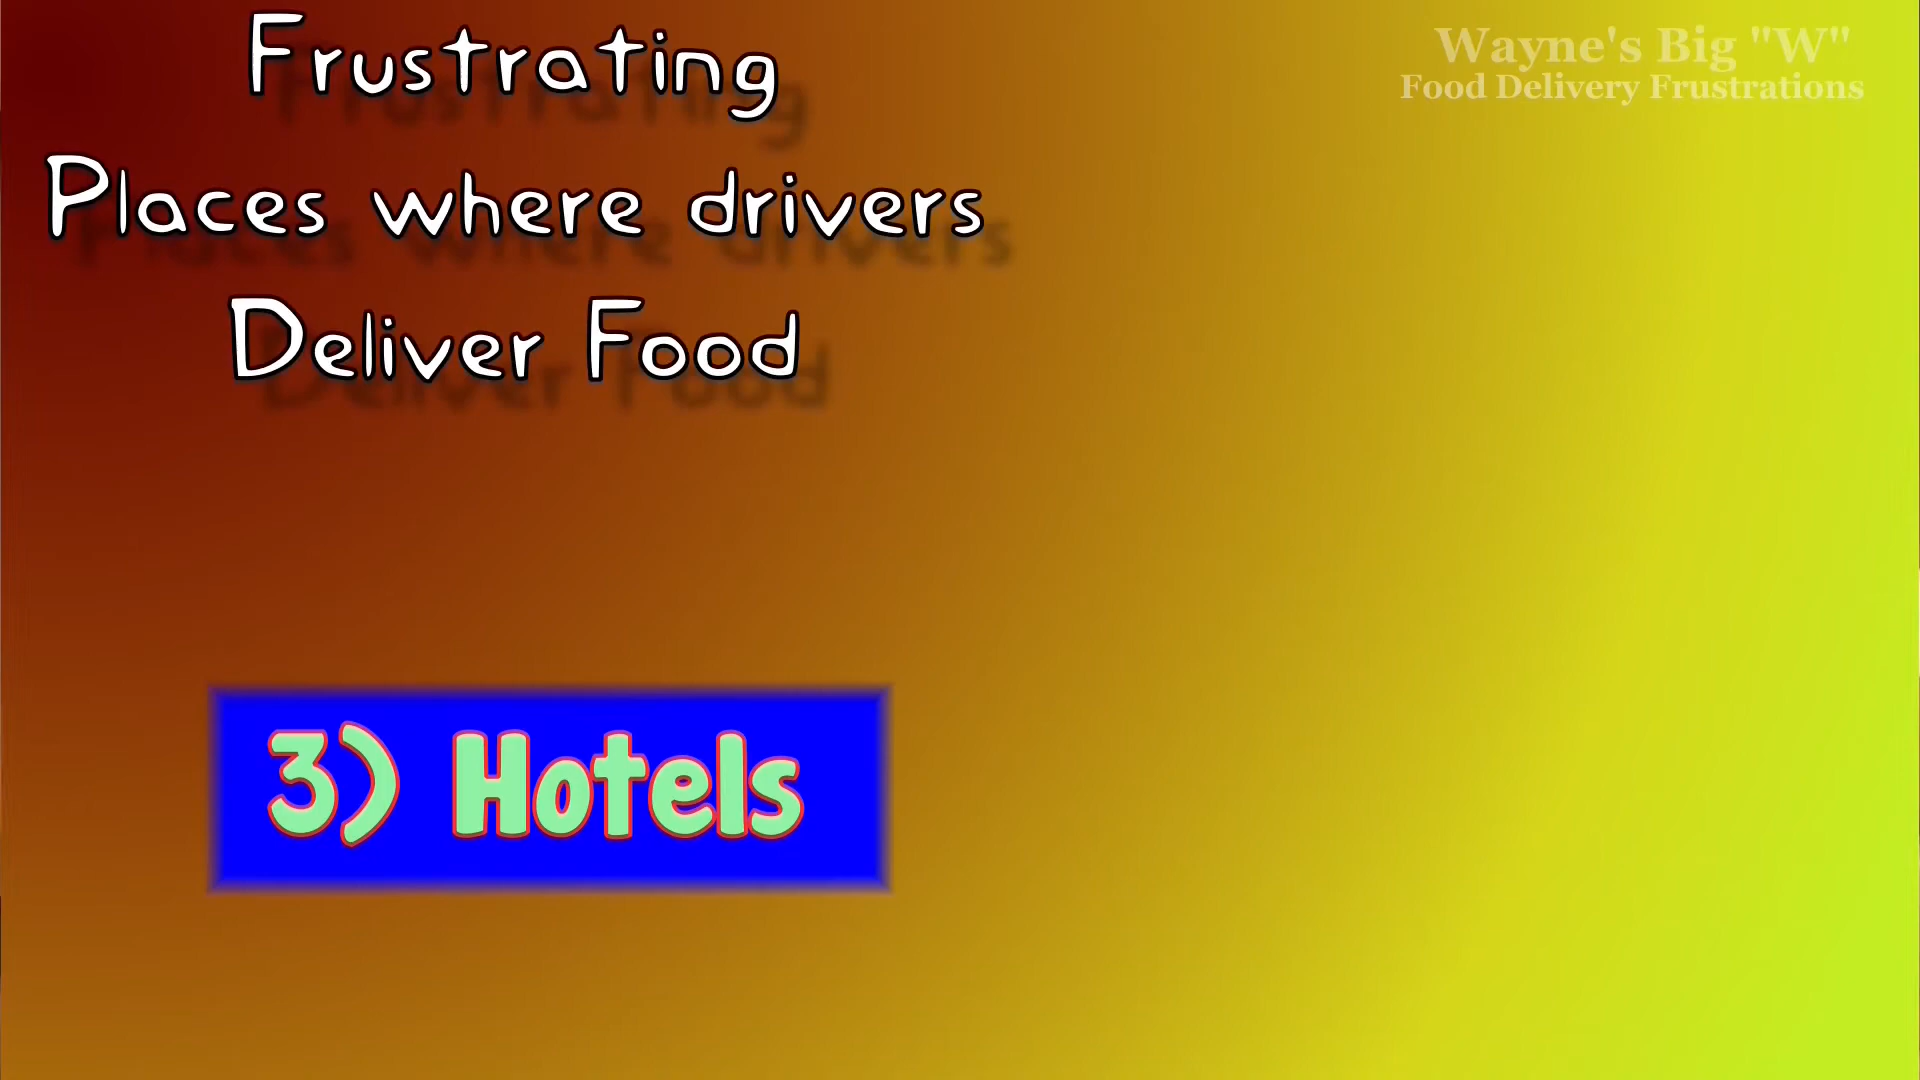 Frustrating
Places where drivers
Deliver Food
Wayne's Big "W"
Food Delivery Frustrations
3) Hotels